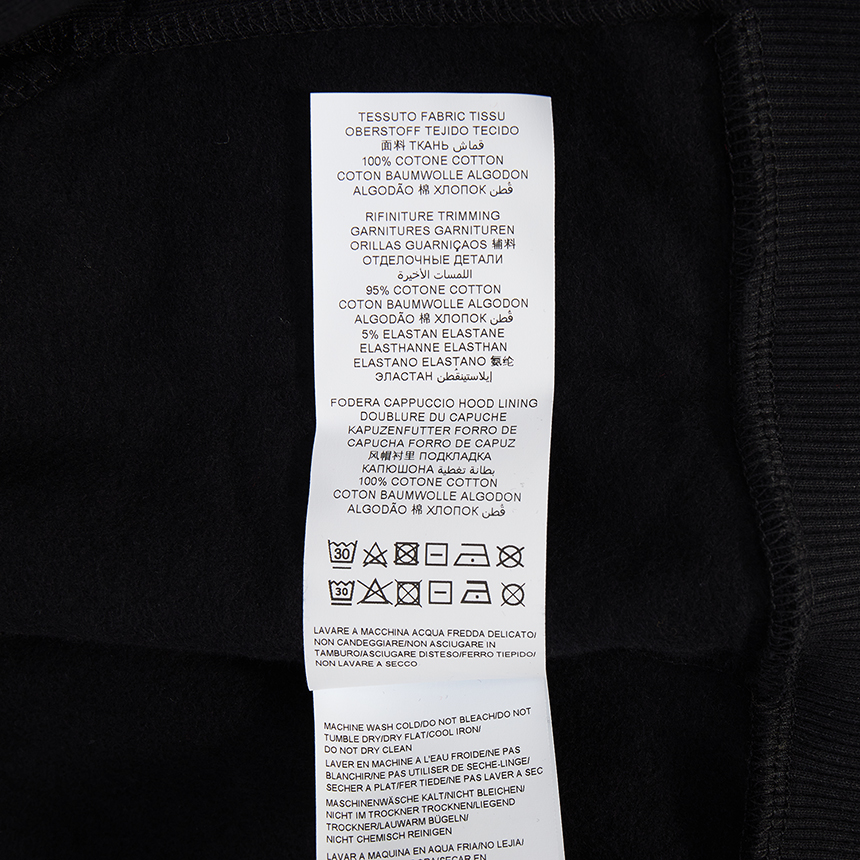 TESSUTO FABRIC TISSU
OBERSTOFF TEJIDO TECIDO
面料 ТКАНЬ قماش
100% COTONE COTTON
COTON BAUMWOLLE ALGODON
ALGODÃO 棉 ХЛОПОК قُطن
RIFINITURE TRIMMING
GARNITURES GARNITUREN
ORILLAS GUARNIÇAOS 辅料
ОТДЕЛОЧНЫЕ ДЕТАЛИ
اللمسات الأخيرة
95% COTONE COTTON
COTON BAUMWOLLE ALGODON
ALGODÃO 棉 ХЛОПОК قُطن
5% ELASTAN ELASTANE
ELASTHANNE ELASTHAN
ELASTANO ELASTANO 氨纶
ЭЛАСТАН إيلاستينقُطن
FODERA CAPPUCCIO HOOD LINING
DOUBLURE DU CAPUCHE
KAPUZENFUTTER FORRO DE
CAPUCHA FORRO DE CAPUZ
风帽衬里 ПОДКЛАДКА
КАПЮШОНА بطانة تغطية
100% COTONE COTTON
COTON BAUMWOLLE ALGODON
ALGODÃO 棉 ХЛОПОК قُطن
30
30
LAVARE A MACCHINA ACQUA FREDDA DELICATO/
NON CANDEGGIARE/NON ASCIUGARE IN
TAMBURO/ASCIUGARE DISTESO/FERRO TIEPIDO/
NON LAVARE A SECCO
MACHINE WASH COLD/DO NOT BLEACH/DO NOT
TUMBLE DRY/DRY FLAT/COOL IRON/
DO NOT DRY CLEAN
LAVER EN MACHINE A L'EAU FROIDE/NE PAS
BLANCHIR/NE PAS UTILISER DE SECHE-LINGE/
SECHER A PLAT/FER TIEDE/NE PAS LAVER A SEC
MASCHINENWÄSCHE KALT/NICHT BLEICHEN/
NICHT IM TROCKNER TROCKNEN/LIEGEND
TROCKNEN/LAUWARM BÜGELN/
NICHT CHEMISCH REINIGEN
LAVAR A MAQUINA EN AQUA FRIA/NO LEJIA/